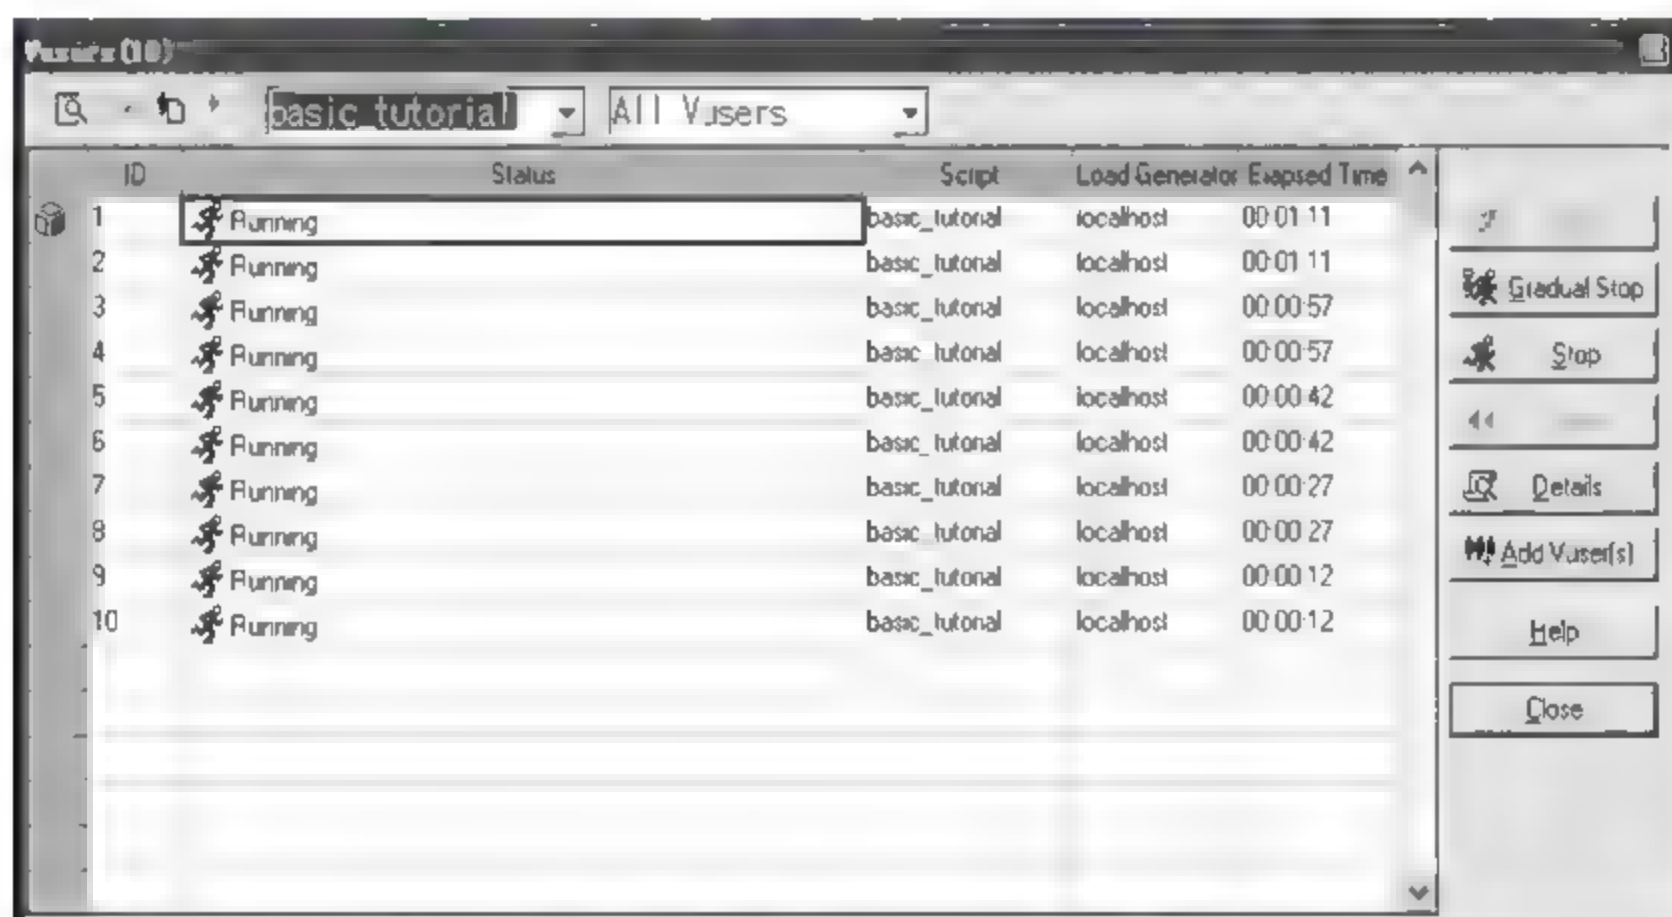 Vusers (10)
basic_tutorial All Vusers
ID Status Script Load Generator Elapsed Time
1 Running basic_tutorial localhost 00:01:11
2 Running basic_tutorial localhost 00:01:11
3 Running basic_tutorial localhost 00:00:57
4 Running basic_tutorial localhost 00:00:57
5 Running basic_tutorial localhost 00:00:42
6 Running basic_tutorial localhost 00:00:42
7 Running basic_tutorial localhost 00:00:27
8 Running basic_tutorial localhost 00:00:27
9 Running basic_tutorial localhost 00:00:12
10 Running basic_tutorial localhost 00:00:12
Gradual Stop
Stop
Details
Add Vuser(s)
Help
Close